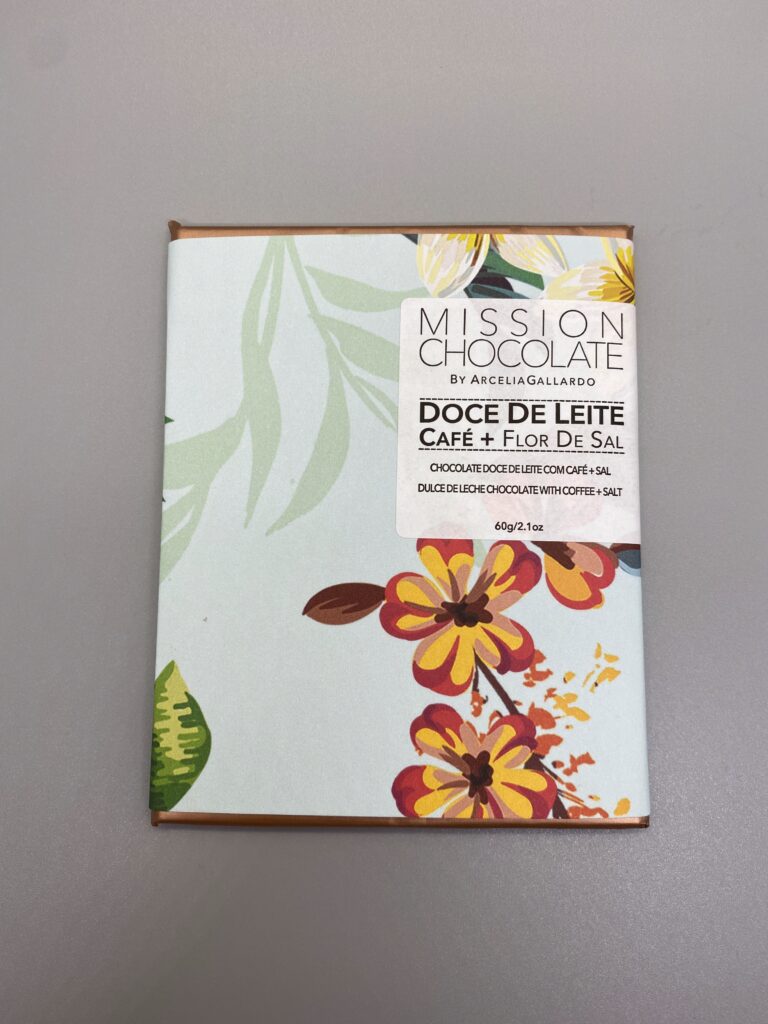 MISSION
CHOCOLATE
BY ARCELIAGALLARDO
DOCE DE LEITE
CAFÉ + FLOR DE SAL
CHOCOLATE DOCE DE LEITE COM CAFÉ + SAL
DULCE DE LECHE CHOCOLATE WITH COFFEE + SALT
60g/2.1oz